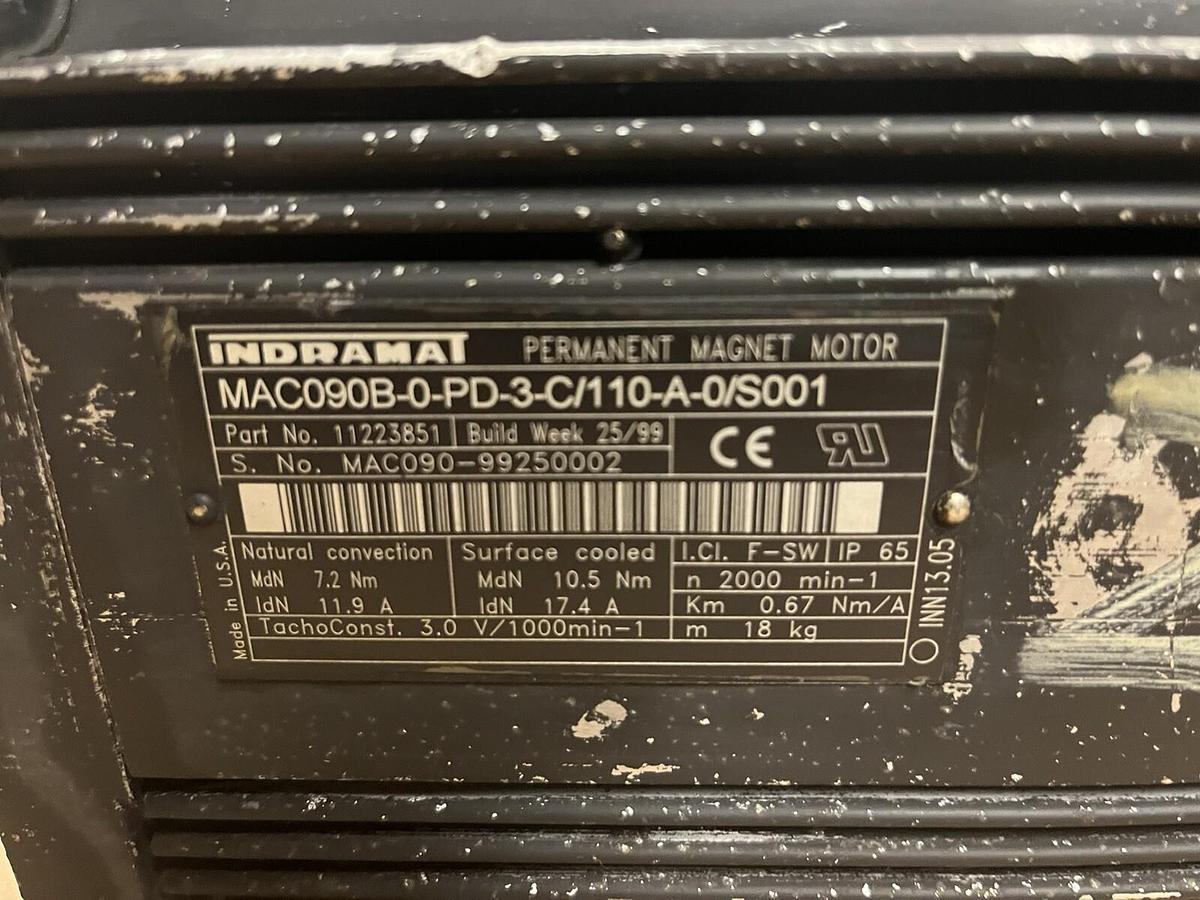 INDRAMAT PERMANENT MAGNET MOTOR
MAC090B-0-PD-3-C/110-A-0/S001
Part No. 11223851 Build Week 25/99
S. No. MAC090-99250002
CE RU
Natural convection Surface cooled I.Cl. F-SW IP 65
MdN 7.2 Nm MdN 10.5 Nm n 2000 min-1
IdN 11.9 A IdN 17.4 A Km 0.67 Nm/A
TachoConst. 3.0 V/1000min-1 m 18 kg
Made in U.S.A.
INN13.05